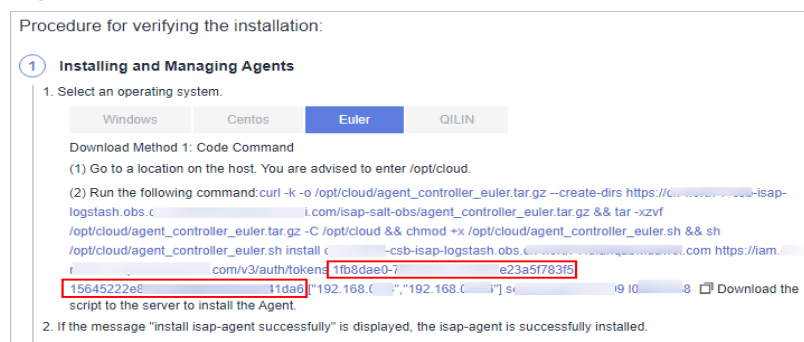 Procedure for verifying the installation:
1 Installing and Managing Agents
1. Select an operating system.
Windows Centos Euler QILIN
Download Method 1: Code Command
(1) Go to a location on the host. You are advised to enter /opt/cloud.
(2) Run the following command:curl -k -o /opt/cloud/agent_controller_euler.tar.gz --create-dirs https://c -isap-
logstash.obs.c i.com/isap-salt-obs/agent_controller_euler.tar.gz && tar -xzvf
/opt/cloud/agent_controller_euler.tar.gz -C /opt/cloud && chmod +x /opt/cloud/agent_controller_euler.sh && sh
/opt/cloud/agent_controller_euler.sh install -csb-isap-logstash.obs. .com https://iam.
com/v3/auth/tokens 1fb8dae0-7 e23a5f783f5
15645222e8 41da6 ["192.168.0 ","192.168.0 "] s 9 8 Download the
script to the server to install the Agent.
2. If the message "install isap-agent successfully" is displayed, the isap-agent is successfully installed.